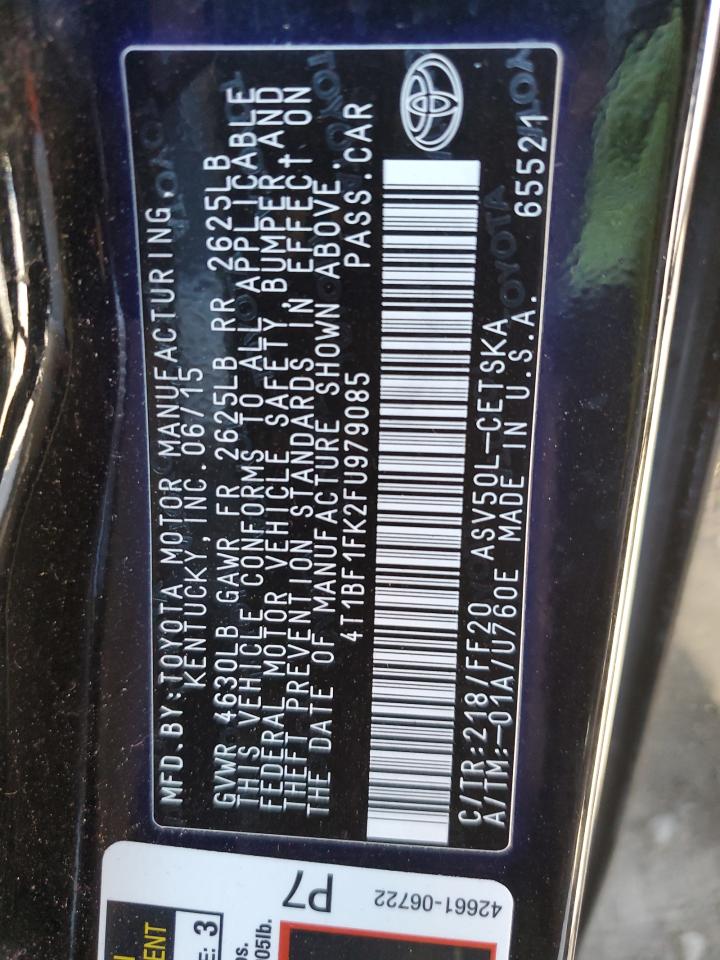 MFD.BY:TOYOTA MOTOR MANUFACTURING,
KENTUCKY, INC. 06/15
GVWR 4630LB GAWR FR 2625LB RR 2625LB
THIS VEHICLE CONFORMS TO ALL APPLICABLE
FEDERAL MOTOR VEHICLE SAFETY, BUMPER AND
THEFT PREVENTION STANDARDS IN EFFECT ON
THE DATE OF MANUFACTURE SHOWN ABOVE.
4T1BF1FK2FU979085 PASS.CAR
C/TR:218/FF20 ASV50L-CETSKA
A/TM:-01A/U760E MADE IN U.S.A. 65521
P7
42661-06722
3